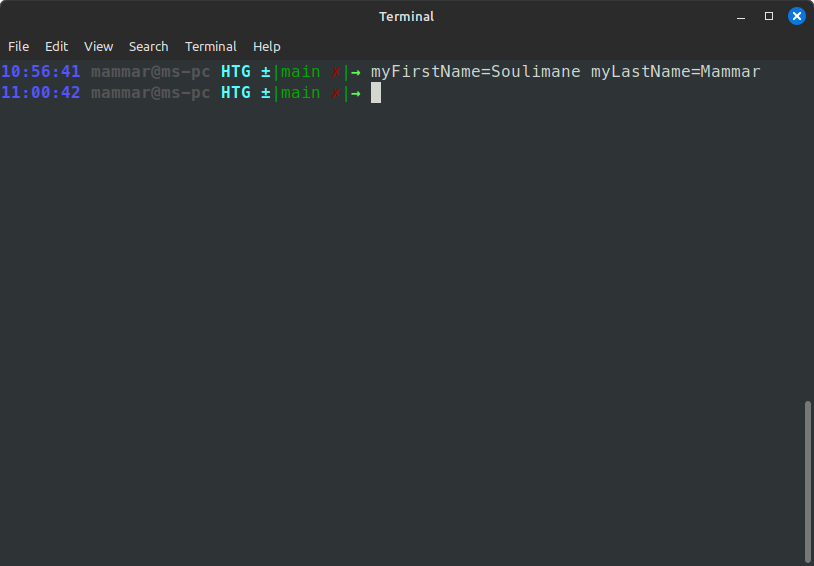 Terminal
File Edit View Search Terminal Help
10:56:41 mammar@ms-pc HTG ±|main ✗|→ myFirstName=Soulimane myLastName=Mammar
11:00:42 mammar@ms-pc HTG ±|main ✗|→